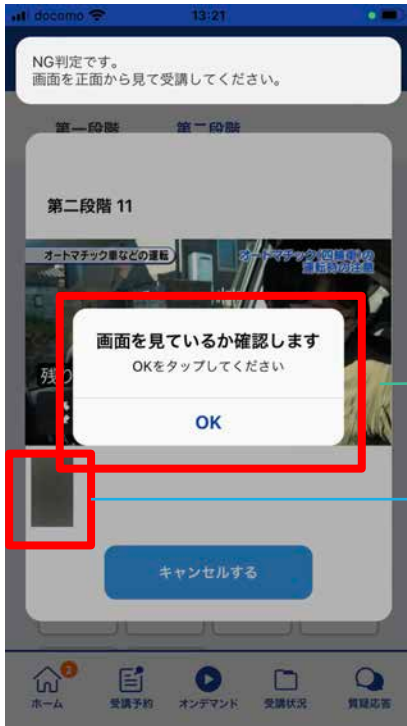 docomo 13:21
NG判定です。
画面を正面から見て受講してください。
第一段階 第二段階
第二段階 11
オートマチック車などの運転
オートマチック(四輪車)の
運転時の注意
画面を見ているか確認します
OKをタップしてください
残り
OK
キャンセルする
2
ホーム 受講予約 オンデマンド 受講状況 質疑応答